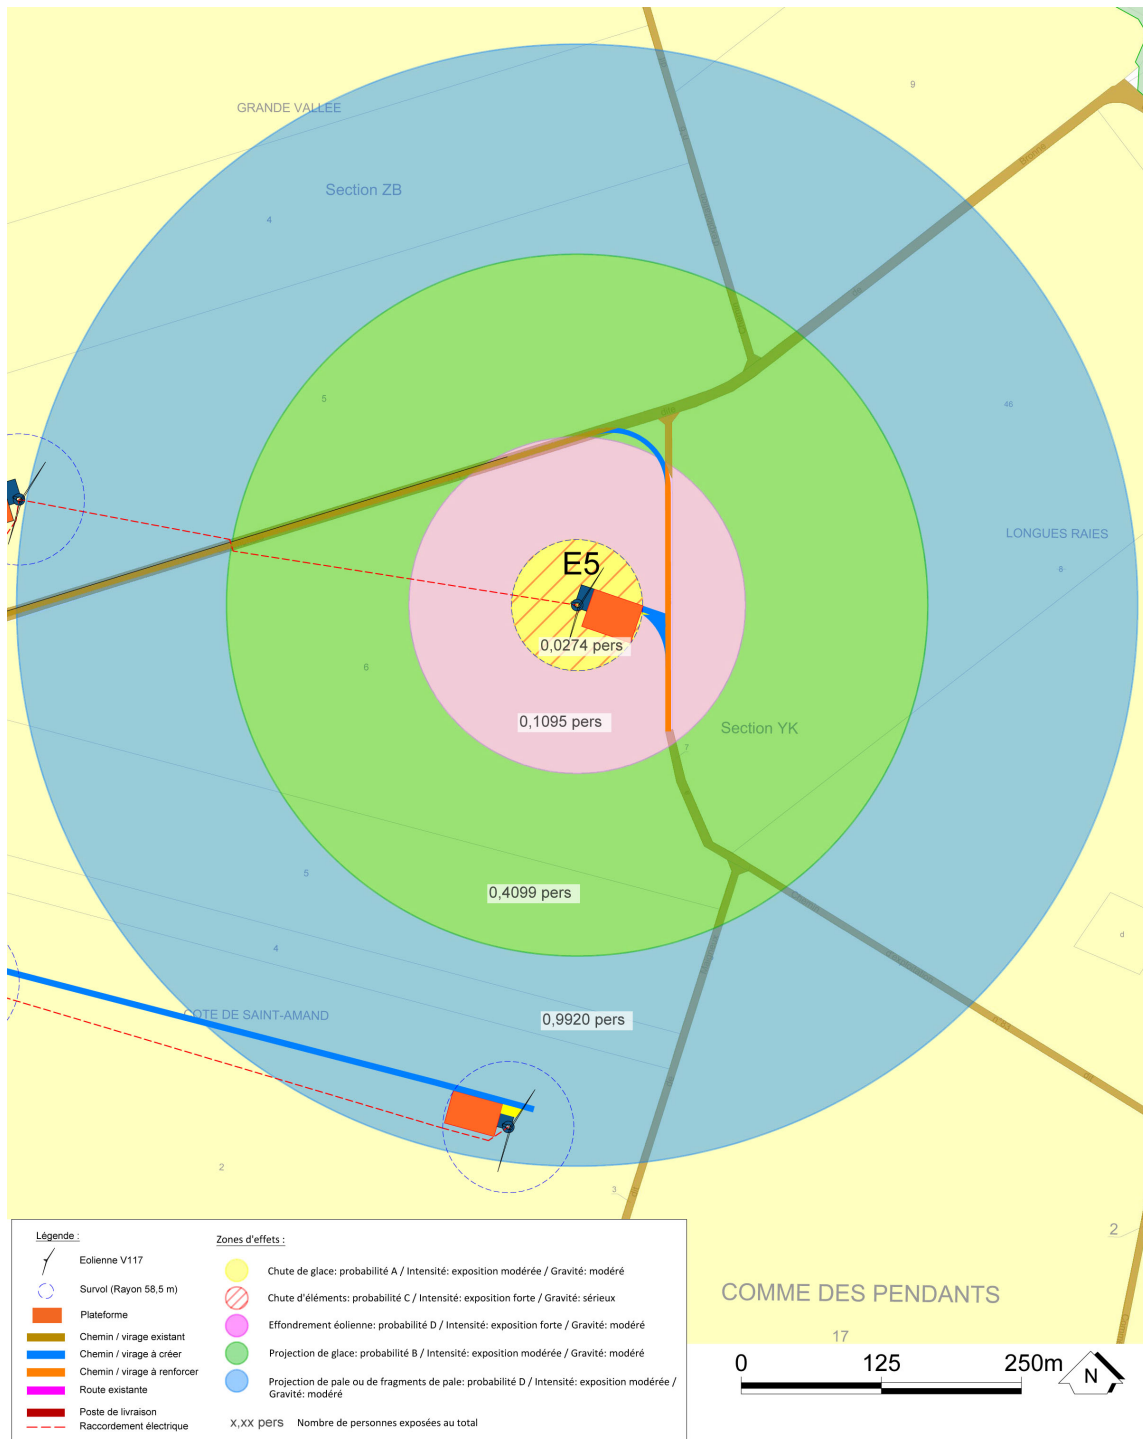 9
GRANDE VALLEE
Section ZB
4
Brienne
5
46
LONGUES RAIES
8
E5
0,0274 pers
6
0,1095 pers
Section YK
7
5
0,4099 pers
d
4
COTE DE SAINT-AMAND
0,9920 pers
2
3
2
COMME DES PENDANTS
17
0
125
250m
N
Légende :
Eolienne V117
Survol (Rayon 58,5 m)
Plateforme
Chemin / virage existant
Chemin / virage à créer
Chemin / virage à renforcer
Route existante
Poste de livraison
Raccordement électrique
Zones d'effets :
Chute de glace: probabilité A / Intensité: exposition modérée / Gravité: modéré
Chute d'éléments: probabilité C / Intensité: exposition forte / Gravité: sérieux
Effondrement éolienne: probabilité D / Intensité: exposition forte / Gravité: modéré
Projection de glace: probabilité B / Intensité: exposition modérée / Gravité: modéré
Projection de pale ou de fragments de pale: probabilité D / Intensité: exposition modérée /
Gravité: modéré
x,xx pers Nombre de personnes exposées au total